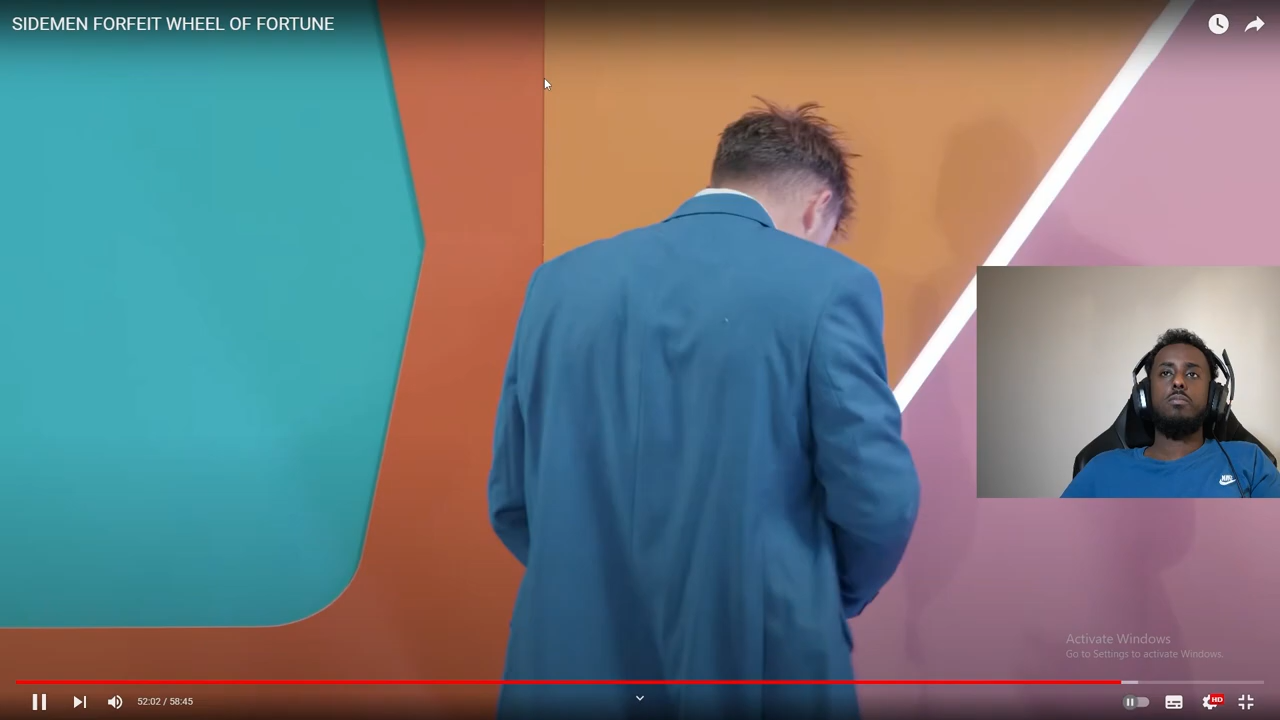 SIDEMEN FORFEIT WHEEL OF FORTUNE
Activate Windows
Go to Settings to activate Windows.
52:02 / 58:45
HD